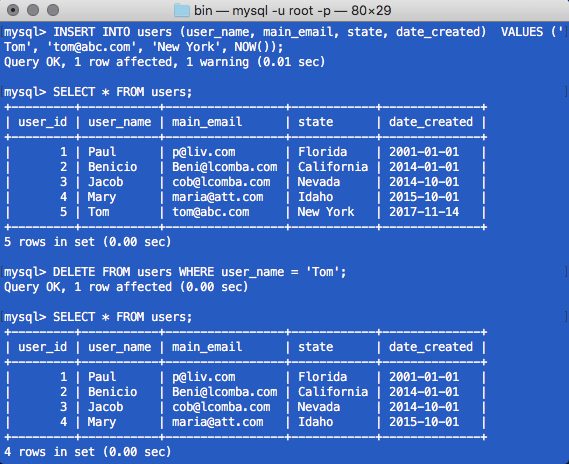 bin — mysql -u root -p — 80×29
mysql> INSERT INTO users (user_name, main_email, state, date_created)  VALUES ('
Tom', 'tom@abc.com', 'New York', NOW());
Query OK, 1 row affected, 1 warning (0.01 sec)

mysql> SELECT * FROM users;
+---------+-----------+-----------------+------------+--------------+
| user_id | user_name | main_email      | state      | date_created |
+---------+-----------+-----------------+------------+--------------+
|       1 | Paul      | p@liv.com       | Florida    | 2001-01-01   |
|       2 | Benicio   | Beni@lcomba.com | California | 2014-01-01   |
|       3 | Jacob     | cob@lcomba.com  | Nevada     | 2014-10-01   |
|       4 | Mary      | maria@att.com   | Idaho      | 2015-10-01   |
|       5 | Tom       | tom@abc.com     | New York   | 2017-11-14   |
+---------+-----------+-----------------+------------+--------------+
5 rows in set (0.00 sec)

mysql> DELETE FROM users WHERE user_name = 'Tom';
Query OK, 1 row affected (0.00 sec)

mysql> SELECT * FROM users;
+---------+-----------+-----------------+------------+--------------+
| user_id | user_name | main_email      | state      | date_created |
+---------+-----------+-----------------+------------+--------------+
|       1 | Paul      | p@liv.com       | Florida    | 2001-01-01   |
|       2 | Benicio   | Beni@lcomba.com | California | 2014-01-01   |
|       3 | Jacob     | cob@lcomba.com  | Nevada     | 2014-10-01   |
|       4 | Mary      | maria@att.com   | Idaho      | 2015-10-01   |
+---------+-----------+-----------------+------------+--------------+
4 rows in set (0.00 sec)